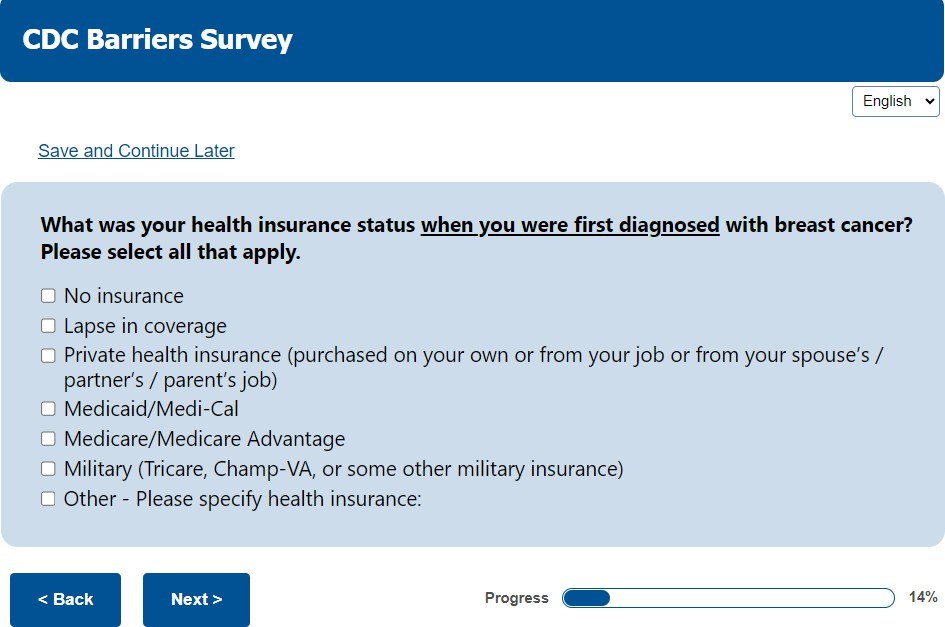 CDC Barriers Survey
English
Save and Continue Later
What was your health insurance status when you were first diagnosed with breast cancer?
Please select all that apply.
No insurance
Lapse in coverage
Private health insurance (purchased on your own or from your job or from your spouse’s /
partner’s / parent’s job)
Medicaid/Medi-Cal
Medicare/Medicare Advantage
Military (Tricare, Champ-VA, or some other military insurance)
Other - Please specify health insurance:
< Back
Next >
Progress
14%